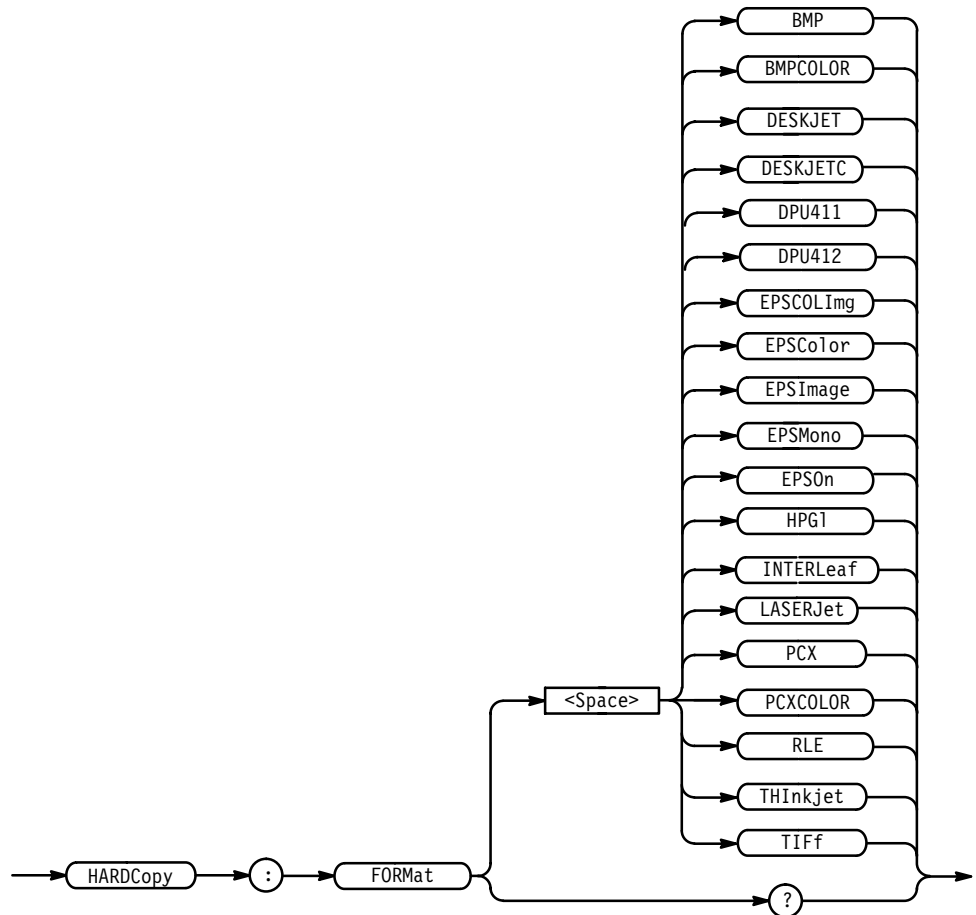 BMP
BMPCOLOR
DESKJET
DESKJETC
DPU411
DPU412
EPSCOLImg
EPSColor
EPSImage
EPSMono
EPSOn
HPGl
INTERLeaf
LASERJet
PCX
<Space>
PCXCOLOR
RLE
THInkjet
TIFf
HARDCopy : FORMat
?